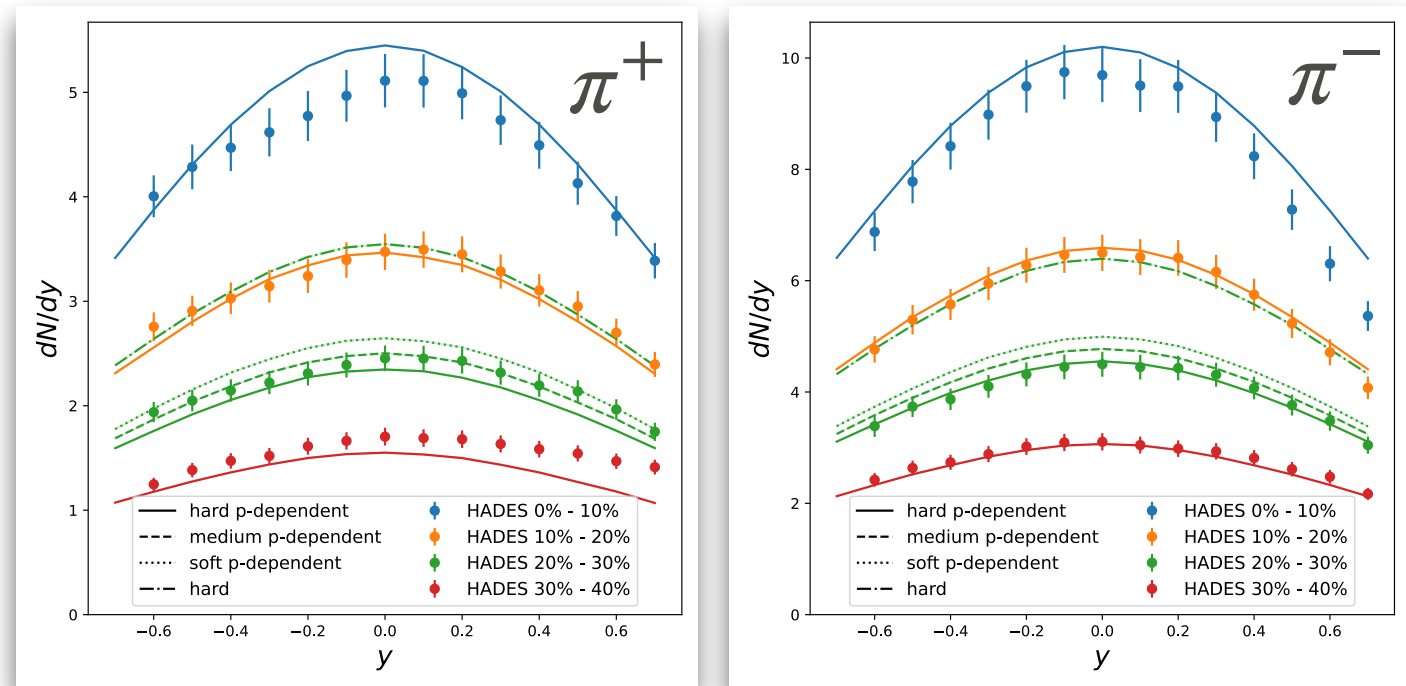 π⁺
dN/dy
5
4
3
2
1
0
hard p-dependent
medium p-dependent
soft p-dependent
hard
HADES 0% - 10%
HADES 10% - 20%
HADES 20% - 30%
HADES 30% - 40%
−0.6 −0.4 −0.2 0.0 0.2 0.4 0.6
y
π⁻
dN/dy
10
8
6
4
2
0
hard p-dependent
medium p-dependent
soft p-dependent
hard
HADES 0% - 10%
HADES 10% - 20%
HADES 20% - 30%
HADES 30% - 40%
−0.6 −0.4 −0.2 0.0 0.2 0.4 0.6
y